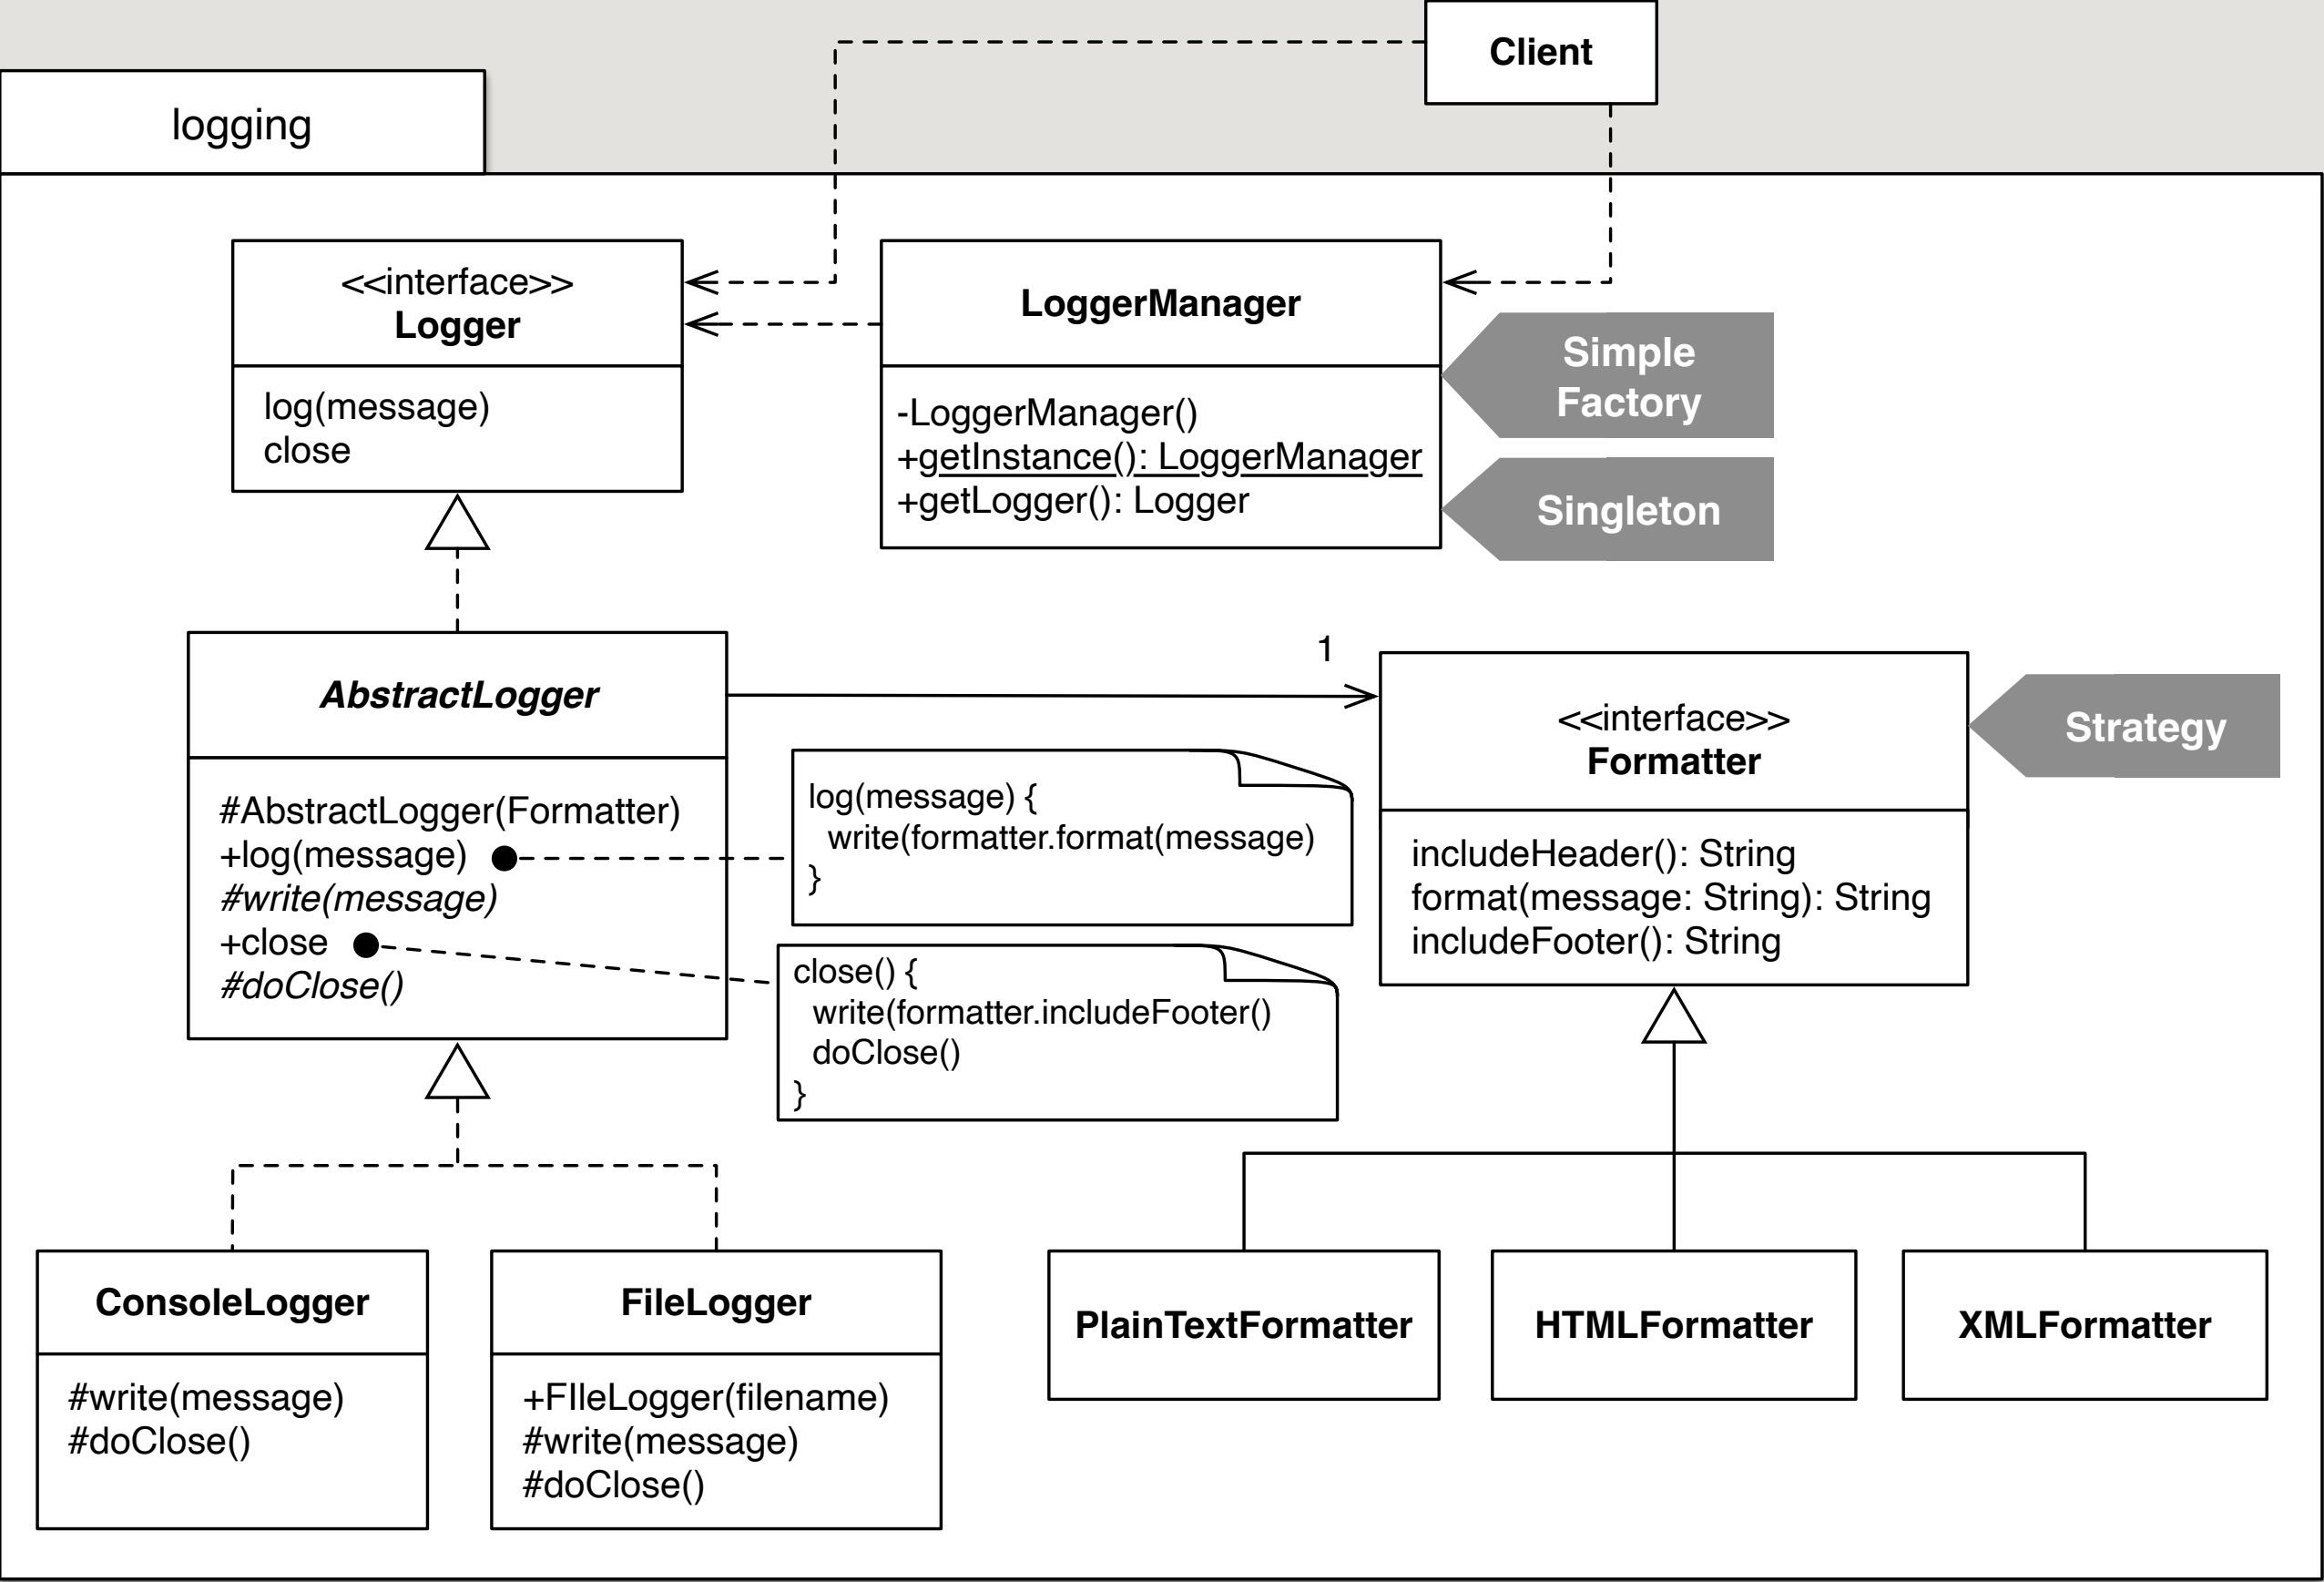 Client
logging
<<interface>>
Logger
log(message)
close
LoggerManager
-LoggerManager()
+getInstance(): LoggerManager
+getLogger(): Logger
Simple
Factory
Singleton
AbstractLogger
#AbstractLogger(Formatter)
+log(message)
#write(message)
+close
#doClose()
log(message) {
write(formatter.format(message)
}
close() {
write(formatter.includeFooter()
doClose()
}
1
<<interface>>
Formatter
includeHeader(): String
format(message: String): String
includeFooter(): String
Strategy
ConsoleLogger
#write(message)
#doClose()
FileLogger
+FIleLogger(filename)
#write(message)
#doClose()
PlainTextFormatter
HTMLFormatter
XMLFormatter